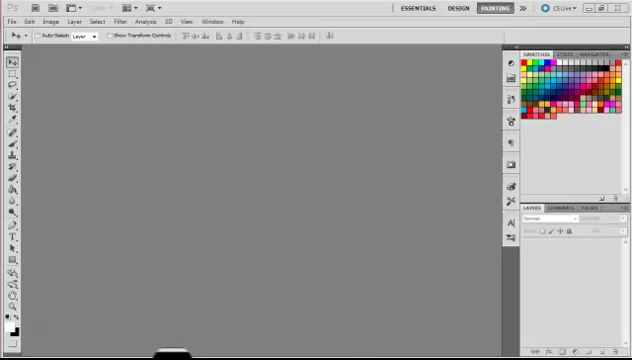 Ps ESSENTIALS DESIGN PAINTING CS Live
File Edit Image Layer Select Filter Analysis 3D View Window Help
Auto-Select: Layer Show Transform Controls
SWATCHES STYLES NAVIGATOR
LAYERS CHANNELS PATHS
Normal